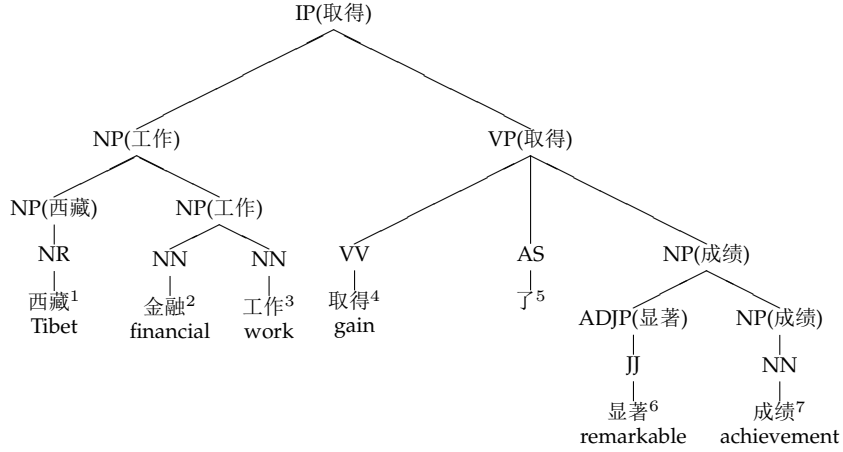 IP(取得)
NP(工作) VP(取得)
NP(西藏) NP(工作)
NR NN NN VV AS NP(成绩)
西藏1 金融2 工作3 取得4 了5 ADJP(显著) NP(成绩)
Tibet financial work gain
JJ NN
显著6 成绩7
remarkable achievement